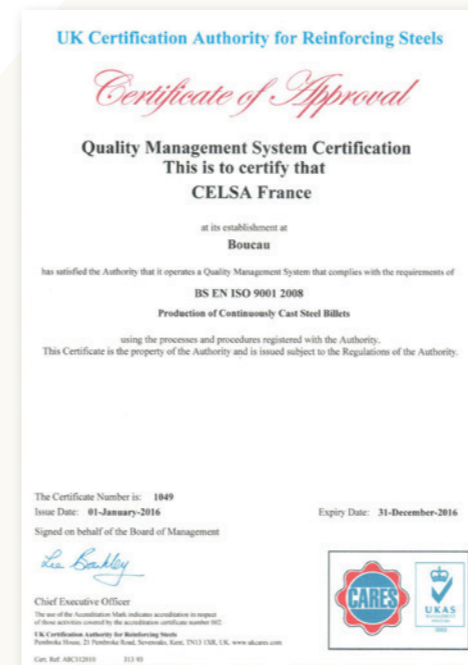 UK Certification Authority for Reinforcing Steels
Certificate of Approval
Quality Management System Certification
This is to certify that
CELSA France
at its establishment at
Boucau
has satisfied the Authority that it operates a Quality Management System that complies with the requirements of
BS EN ISO 9001 2008
Production of Continuously Cast Steel Billets
using the processes and procedures registered with the Authority.
This Certificate is the property of the Authority and is issued subject to the Regulations of the Authority.
The Certificate Number is: 1049
Issue Date: 01-January-2016 Expiry Date: 31-December-2016
Signed on behalf of the Board of Management
Lee Bankley
Chief Executive Officer
The use of the Accreditation Mark indicates accreditation in respect
of those activities covered by the accreditation certificate number 002
UK Certification Authority for Reinforcing Steels
Pembroke House, 21 Pembroke Road, Sevenoaks, Kent, TN13 1XR, UK, www.ukcares.com
Cert. Ref:
CARES
UKAS
MANAGEMENT
SYSTEMS
002